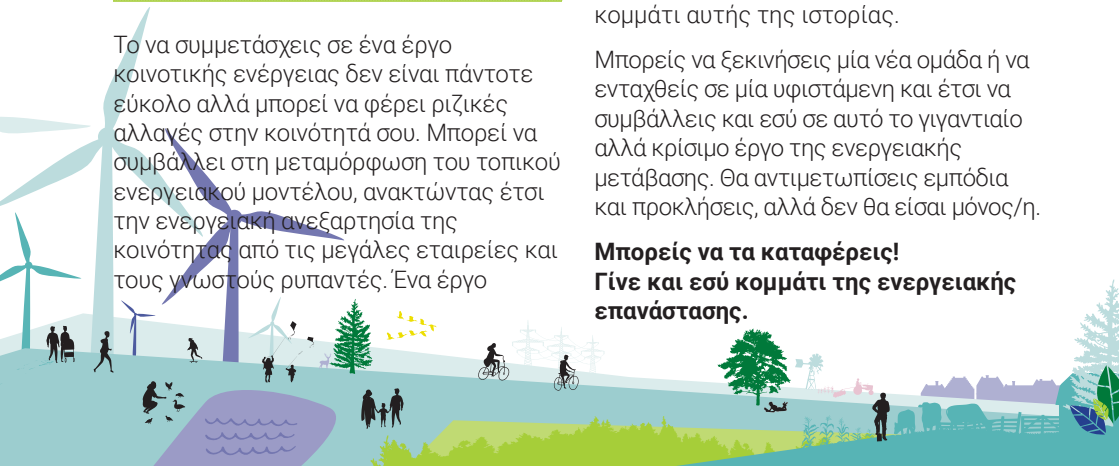 Το να συμμετάσχεις σε ένα έργο
κοινοτικής ενέργειας δεν είναι πάντοτε
εύκολο αλλά μπορεί να φέρει ριζικές
αλλαγές στην κοινότητά σου. Μπορεί να
συμβάλλει στη μεταμόρφωση του τοπικού
ενεργειακού μοντέλου, ανακτώντας έτσι
την ενεργειακή ανεξαρτησία της
κοινότητας από τις μεγάλες εταιρείες και
τους γνωστούς ρυπαντές. Ένα έργο
κομμάτι αυτής της ιστορίας.
Μπορείς να ξεκινήσεις μία νέα ομάδα ή να
ενταχθείς σε μία υφιστάμενη και έτσι να
συμβάλλεις και εσύ σε αυτό το γιγαντιαίο
αλλά κρίσιμο έργο της ενεργειακής
μετάβασης. Θα αντιμετωπίσεις εμπόδια
και προκλήσεις, αλλά δεν θα είσαι μόνος/η.
Μπορείς να τα καταφέρεις!
Γίνε και εσύ κομμάτι της ενεργειακής
επανάστασης.